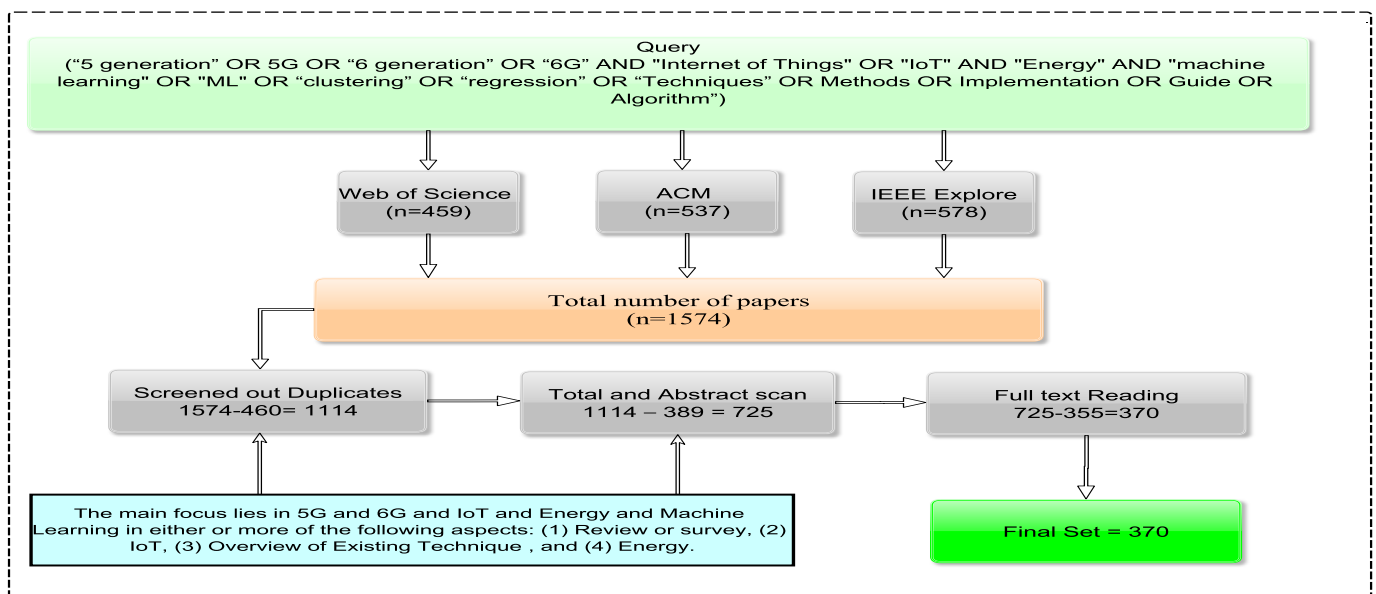 Query
(“5 generation” OR 5G OR “6 generation” OR “6G” AND "Internet of Things" OR "IoT" AND "Energy" AND "machine
learning" OR "ML" OR “clustering” OR “regression” OR “Techniques” OR Methods OR Implementation OR Guide OR
Algorithm”)
Web of Science
(n=459)
ACM
(n=537)
IEEE Explore
(n=578)
Total number of papers
(n=1574)
Screened out Duplicates
1574-460= 1114
Total and Abstract scan
1114 – 389 = 725
Full text Reading
725-355=370
The main focus lies in 5G and 6G and IoT and Energy and Machine
Learning in either or more of the following aspects: (1) Review or survey, (2)
IoT, (3) Overview of Existing Technique , and (4) Energy.
Final Set = 370